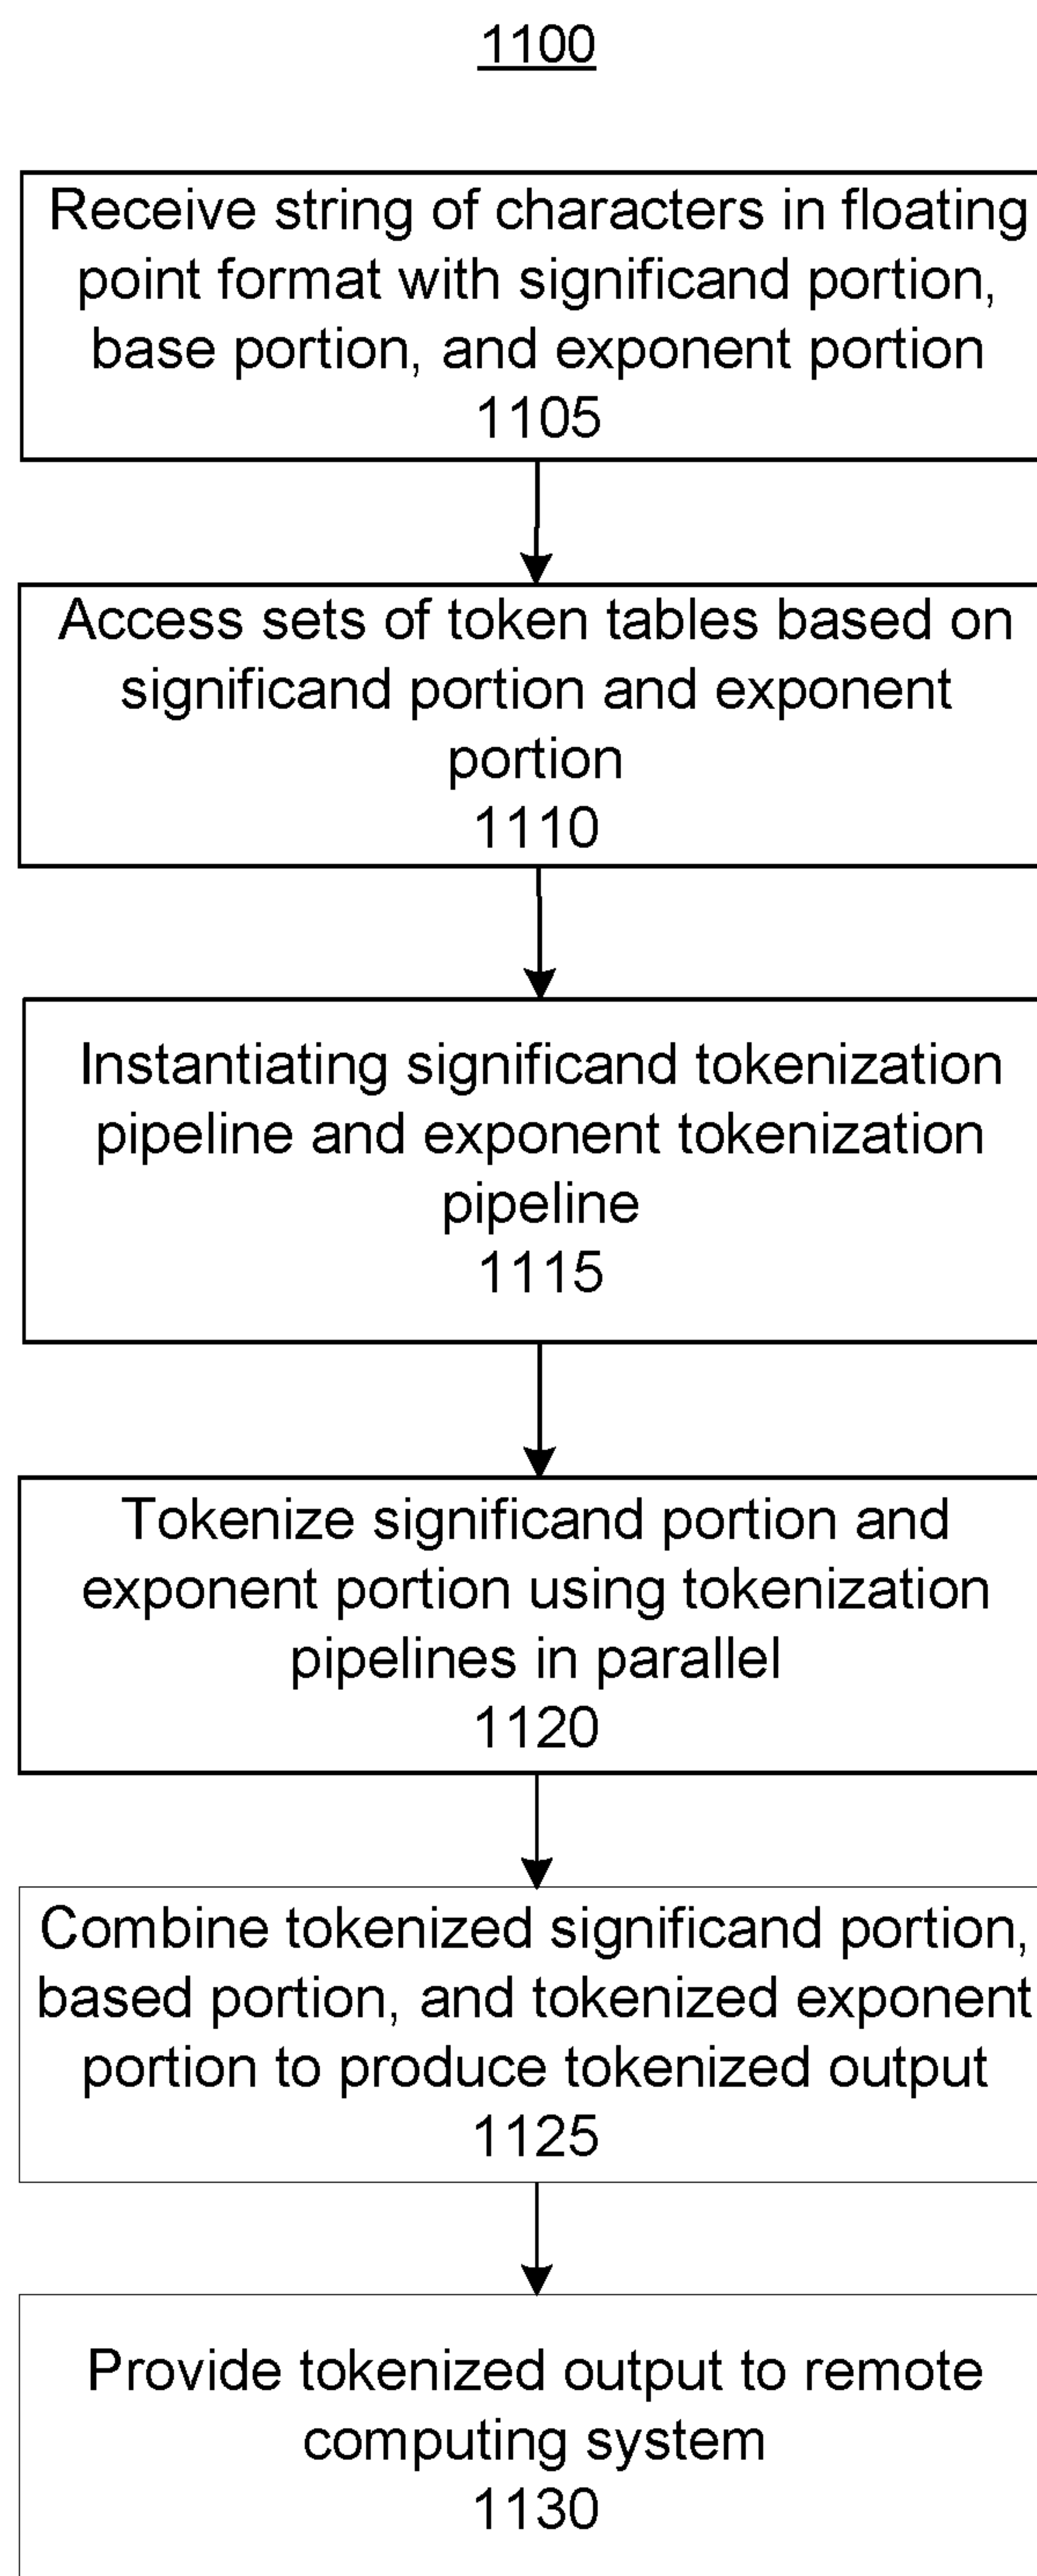 1100
Receive string of characters in floating
point format with significand portion,
base portion, and exponent portion
1105
Access sets of token tables based on
significand portion and exponent
portion
1110
Instantiating significand tokenization
pipeline and exponent tokenization
pipeline
1115
Tokenize significand portion and
exponent portion using tokenization
pipelines in parallel
1120
Combine tokenized significand portion,
based portion, and tokenized exponent
portion to produce tokenized output
1125
Provide tokenized output to remote
computing system
1130